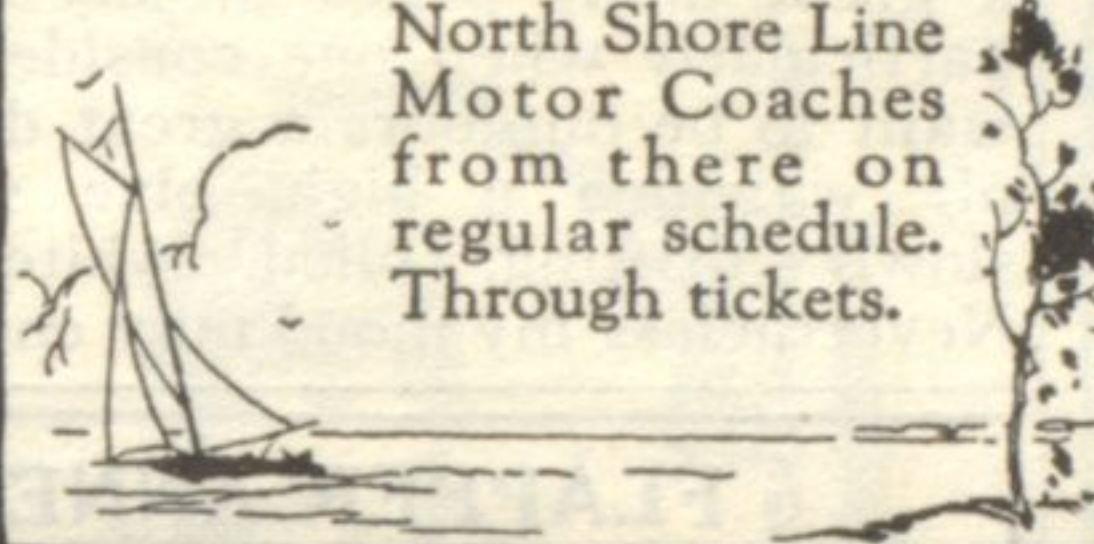 North Shore Line
Motor Coaches
from there on
regular schedule.
Through tickets.